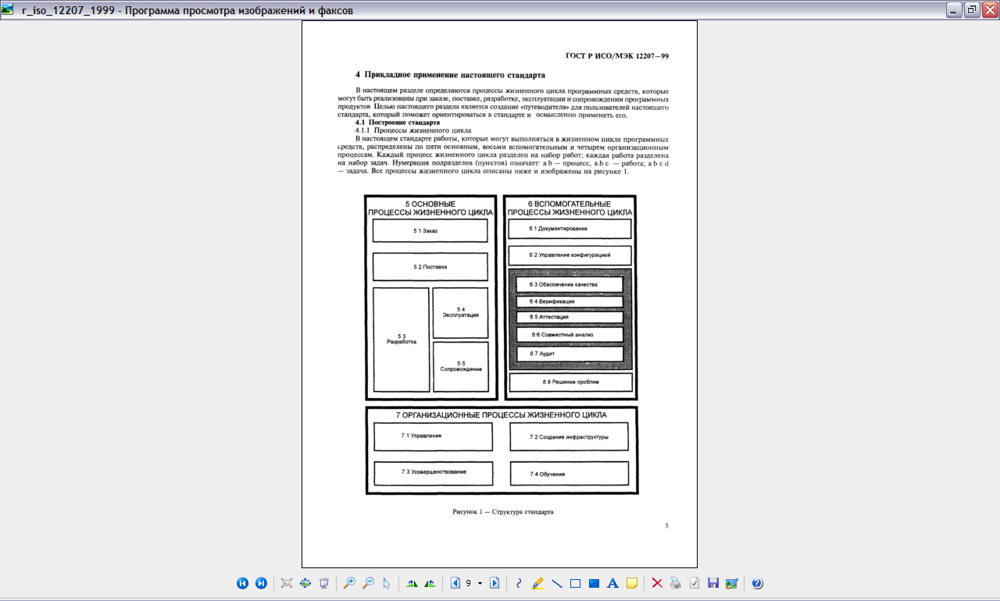 r_iso_12207_1999 - Программа просмотра изображений и факсов
ГОСТ Р ИСО/МЭК 12207—99
4 Прикладное применение настоящего стандарта
В настоящем разделе определяются процессы жизненного цикла программных средств, которые
могут быть реализованы при заказе, поставке, разработке, эксплуатации и сопровождении программных
продуктов Целью настоящего раздела является создание «путеводителя» для пользователей настоящего
стандарта, который поможет ориентироваться в стандарте и осмысленно применять его.
4.1 Построение стандарта
4.1.1 Процессы жизненного цикла
В настоящем стандарте работы, которые могут выполняться в жизненном цикле программных
средств, распределены по пяти основным, восьми вспомогательным и четырем организационным
процессам. Каждый процесс жизненного цикла разделен на набор работ; каждая работа разделена
на набор задач. Нумерация подразделов (пунктов) означает· a b — процесс, a.b c — работа; a b c d
— задача. Все процессы жизненного цикла описаны ниже и изображены на рисунке 1.
5 ОСНОВНЫЕ
ПРОЦЕССЫ ЖИЗНЕННОГО ЦИКЛА
5 1 Заказ
5 2 Поставка
5 3
Разработка
5 4
Эксплуатация
5 5
Сопровождение
6 ВСПОМОГАТЕЛЬНЫЕ
ПРОЦЕССЫ ЖИЗНЕННОГО ЦИКЛА
6 1 Документирование
6 2 Управление конфигурацией
6 3 Обеспечение качества
6 4 Верификация
6 5 Аттестация
6 6 Совместный анализ
6 7 Аудит
6 8 Решение проблем
7 ОРГАНИЗАЦИОННЫЕ ПРОЦЕССЫ ЖИЗНЕННОГО ЦИКЛА
7 1 Управление
7 2 Создание инфраструктуры
7 3 Усовершенствование
7 4 Обучение
Рисунок 1 — Структура стандарта
5
9